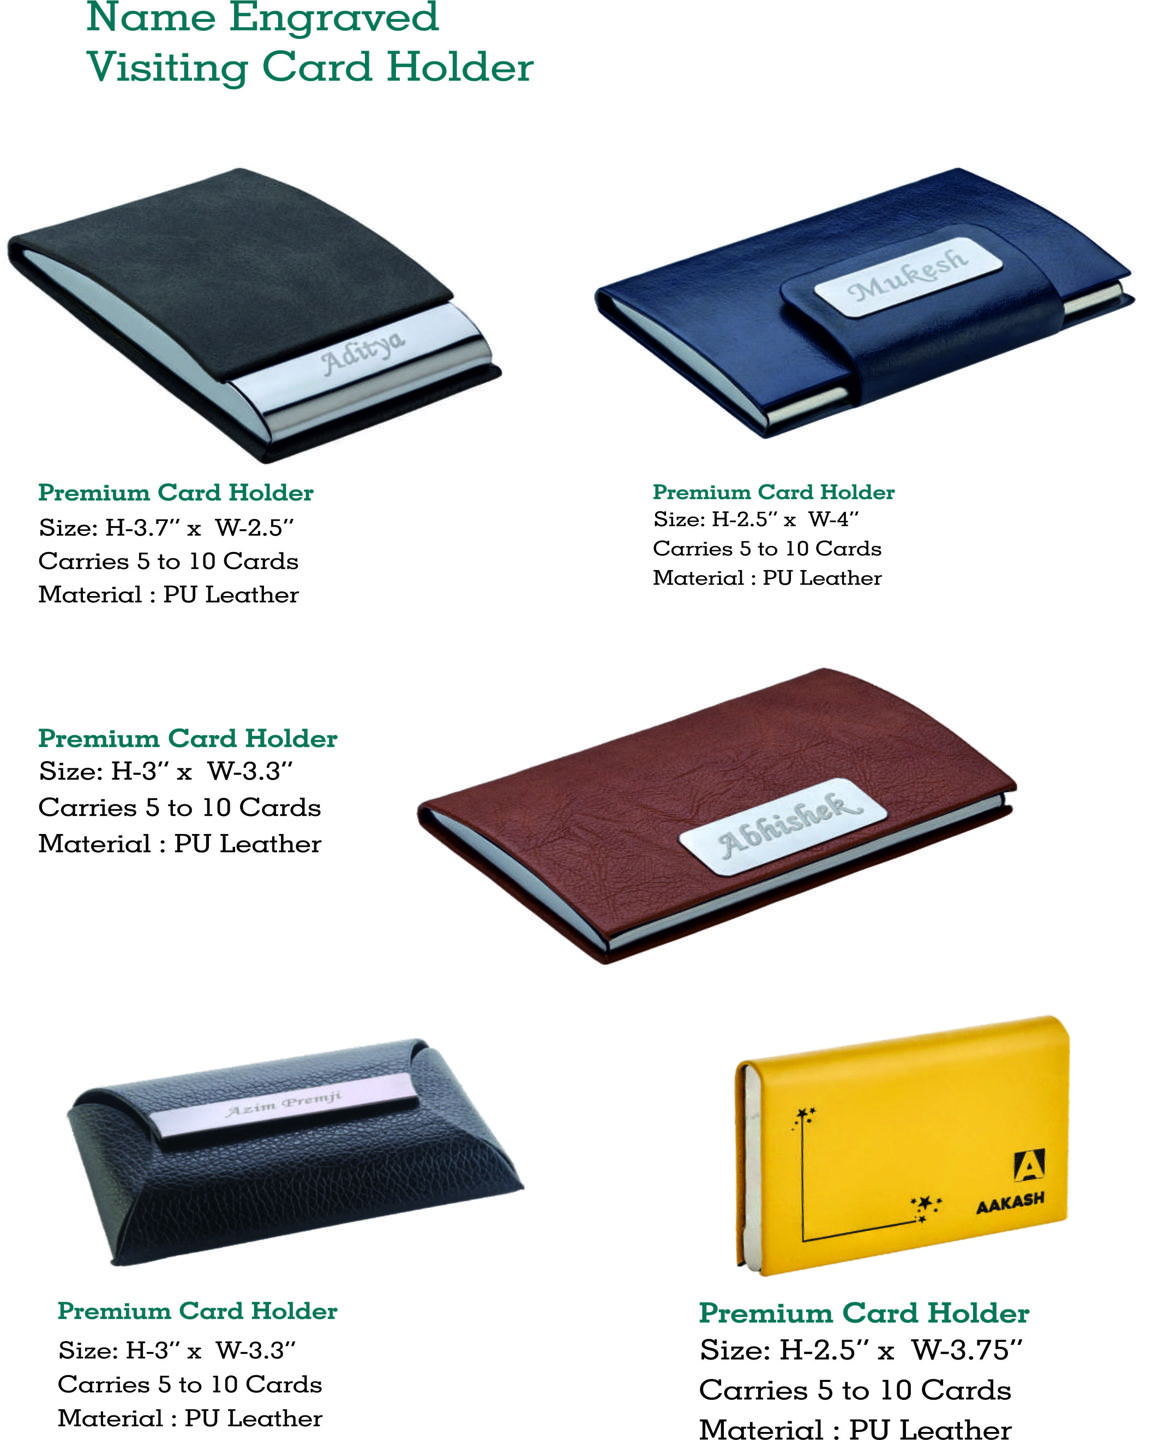 Name Engraved
Visiting Card Holder
Aditya
Mukesh
Premium Card Holder
Size: H-3.7″ x W-2.5″
Carries 5 to 10 Cards
Material : PU Leather
Premium Card Holder
Size: H-2.5″ x W-4″
Carries 5 to 10 Cards
Material : PU Leather
Premium Card Holder
Size: H-3″ x W-3.3″
Carries 5 to 10 Cards
Material : PU Leather
Abhishek
Azim Premji
A
AAKASH
Premium Card Holder
Size: H-3″ x W-3.3″
Carries 5 to 10 Cards
Material : PU Leather
Premium Card Holder
Size: H-2.5″ x W-3.75″
Carries 5 to 10 Cards
Material : PU Leather